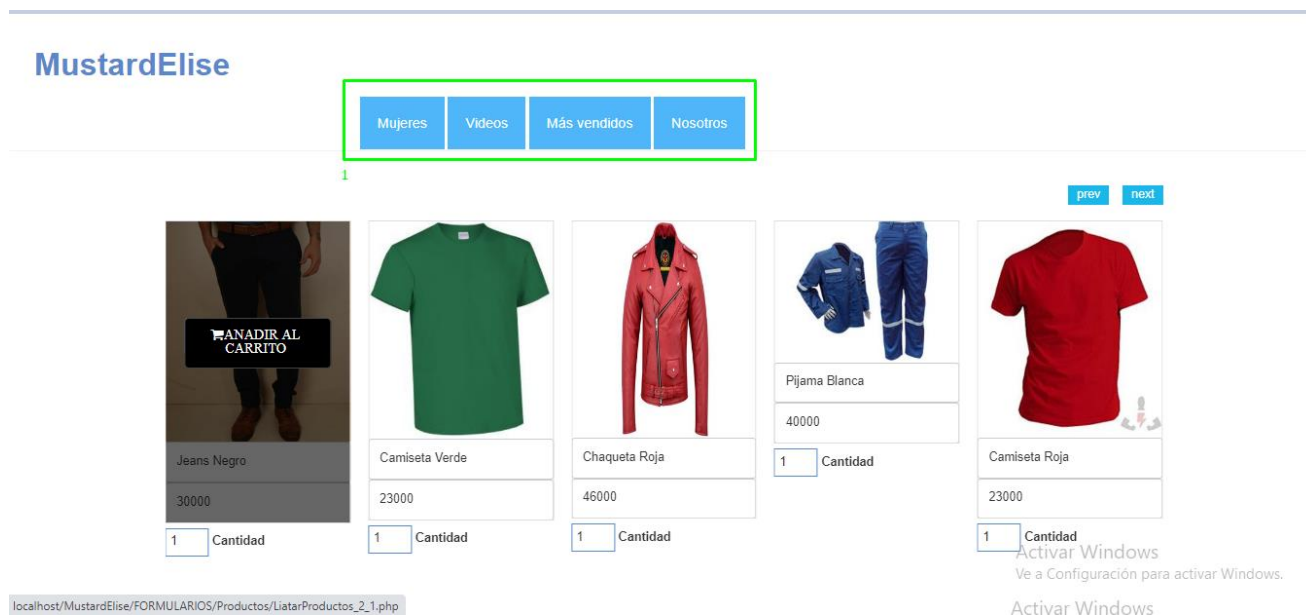 MustardElise
Mujeres Videos Más vendidos Nosotros
1
prev next
ANADIR AL
CARRITO
Jeans Negro
30000
1 Cantidad
Camiseta Verde
23000
1 Cantidad
Chaqueta Roja
46000
1 Cantidad
Pijama Blanca
40000
1 Cantidad
Camiseta Roja
23000
1 Cantidad
Activar Windows
Ve a Configuración para activar Windows.
localhost/MustardElise/FORMULARIOS/Productos/LiatarProductos_2_1.php
Activar Windows